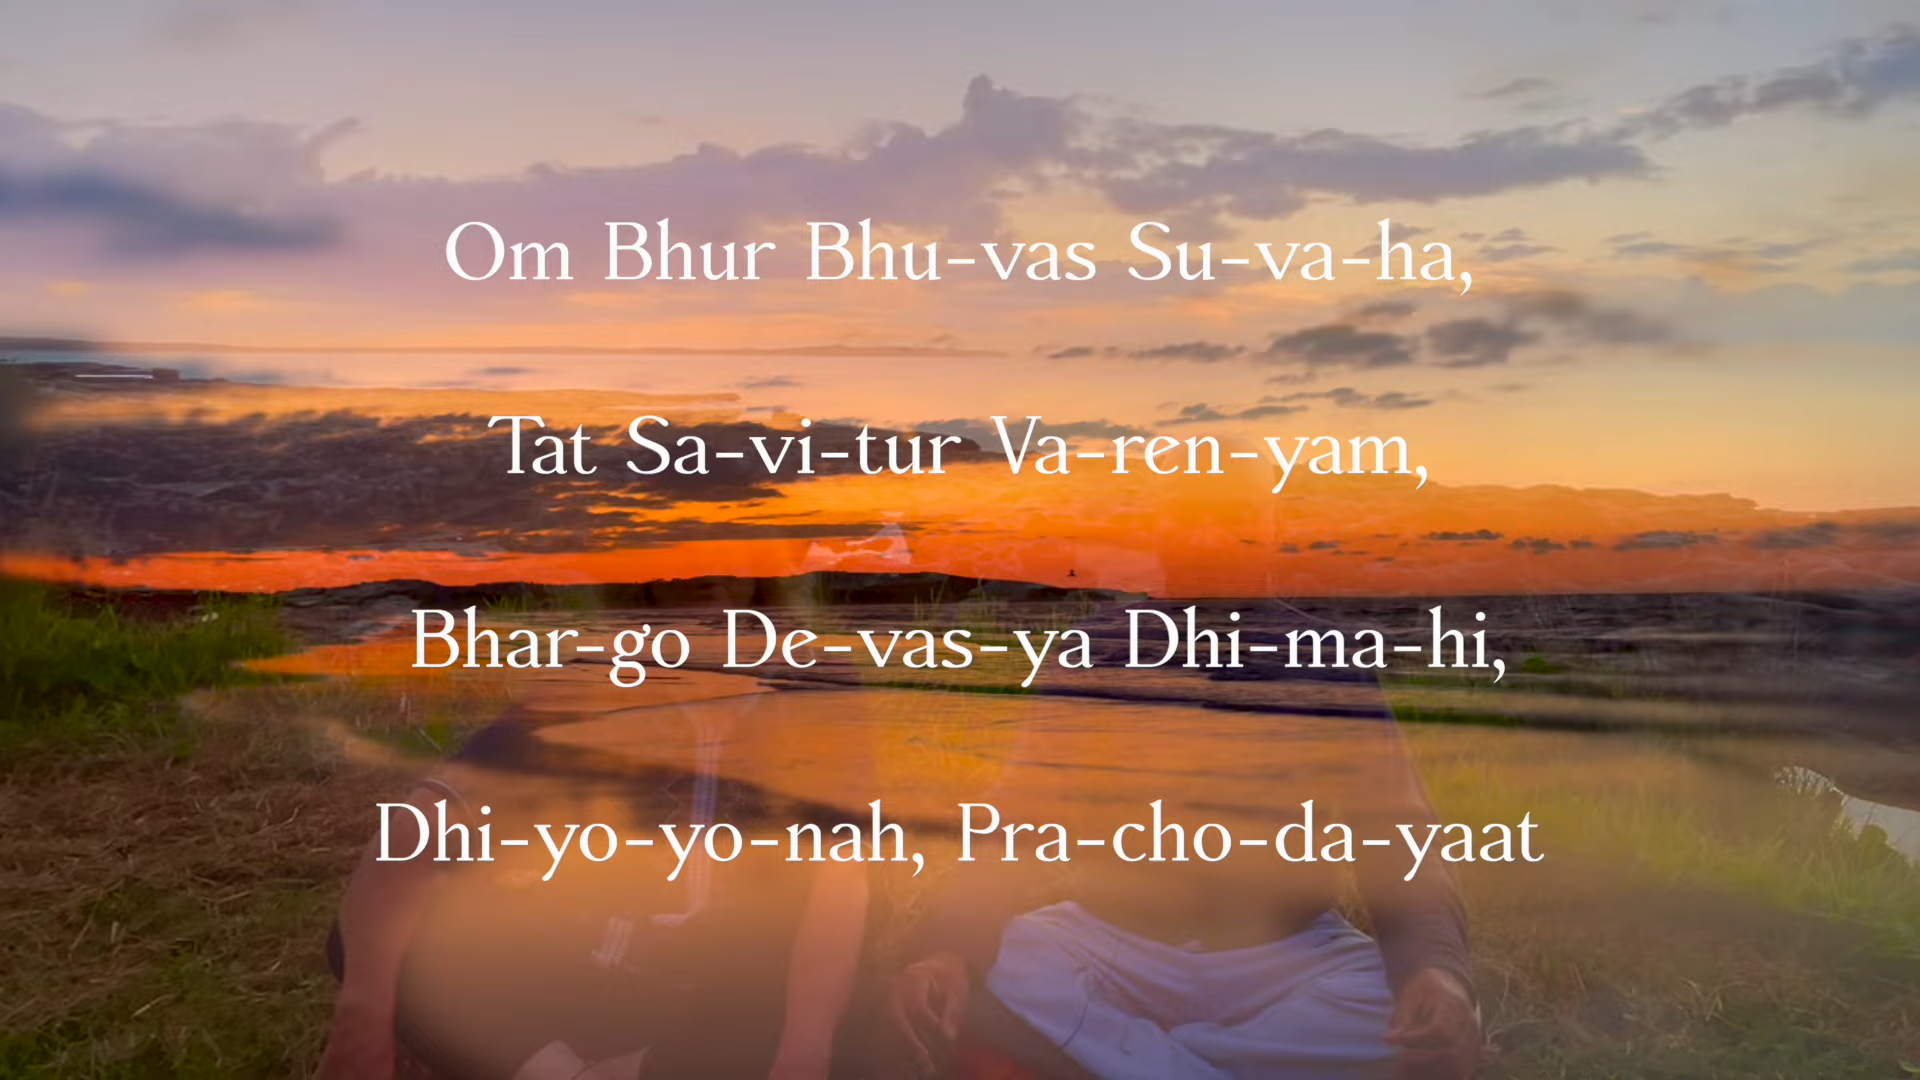 Om Bhur Bhu-vas Su-va-ha,
Tat Sa-vi-tur Va-ren-yam,
Bhar-go De-vas-ya Dhi-ma-hi,
Dhi-yo-yo-nah, Pra-cho-da-yaat